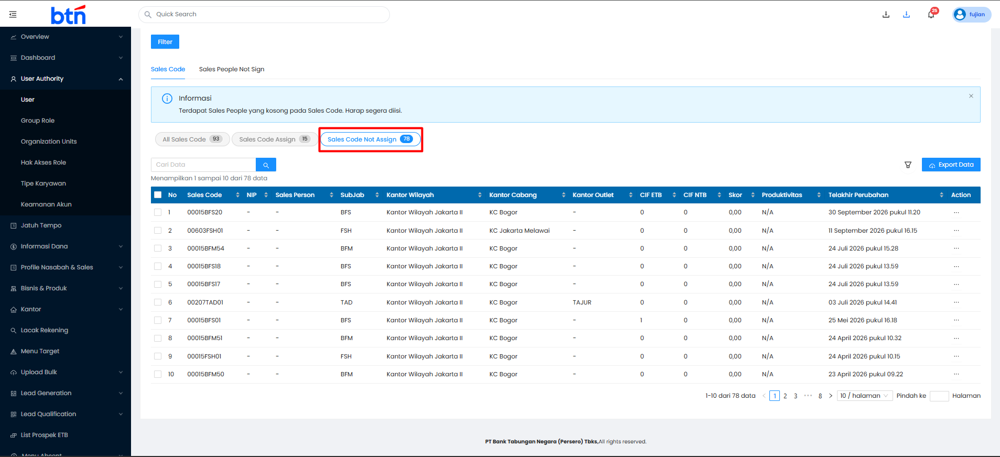 btn
Quick Search
25
fujian
Overview
Dashboard
User Authority
User
Group Role
Organization Units
Hak Akses Role
Tipe Karyawan
Keamanan Akun
Jatuh Tempo
Informasi Dana
Profile Nasabah & Sales
Bisnis & Produk
Kantor
Lacak Rekening
Menu Target
Upload Bulk
Lead Generation
Lead Qualification
List Prospek ETB
Menu Absent
Filter
Sales Code Sales People Not Sign
Informasi
Terdapat Sales People yang kosong pada Sales Code. Harap segera diisi.
All Sales Code 93 Sales Code Assign 15 Sales Code Not Assign 78
Cari Data
Export Data
Menampilkan 1 sampai 10 dari 78 data
No Sales Code NIP Sales Person SubJab Kantor Wilayah Kantor Cabang Kantor Outlet CIF ETB CIF NTB Skor Produktivitas Telakhir Perubahan Action
1 00015BFS20 - - BFS Kantor Wilayah Jakarta II KC Bogor - 0 0 0,00 N/A 30 September 2026 pukul 11.20 ...
2 00603FSH01 - - FSH Kantor Wilayah Jakarta II KC Jakarta Melawai - 0 0 0,00 N/A 11 September 2026 pukul 16.15 ...
3 00015BFM54 - - BFM Kantor Wilayah Jakarta II KC Bogor - 0 0 0,00 N/A 24 Juli 2026 pukul 15.28 ...
4 00015BFS18 - - BFS Kantor Wilayah Jakarta II KC Bogor - 0 0 0,00 N/A 24 Juli 2026 pukul 13.59 ...
5 00015BFS17 - - BFS Kantor Wilayah Jakarta II KC Bogor - 0 0 0,00 N/A 24 Juli 2026 pukul 13.59 ...
6 00207TAD01 - - TAD Kantor Wilayah Jakarta II KC Bogor TAJUR 0 0 0,00 N/A 03 Juli 2026 pukul 14.41 ...
7 00015BFS01 - - BFS Kantor Wilayah Jakarta II KC Bogor - 1 0 0,00 N/A 25 Mei 2026 pukul 16.18 ...
8 00015BFM51 - - BFM Kantor Wilayah Jakarta II KC Bogor - 0 0 0,00 N/A 24 April 2026 pukul 10.32 ...
9 00015FSH01 - - FSH Kantor Wilayah Jakarta II KC Bogor - 0 0 0,00 N/A 24 April 2026 pukul 10.15 ...
10 00015BFM50 - - BFM Kantor Wilayah Jakarta II KC Bogor - 0 0 0,00 N/A 23 April 2026 pukul 09.22 ...
1-10 dari 78 data < 1 2 3 ••• 8 > 10 / halaman Pindah ke Halaman
PT Bank Tabungan Negara (Persero) Tbks,All rights reserved.